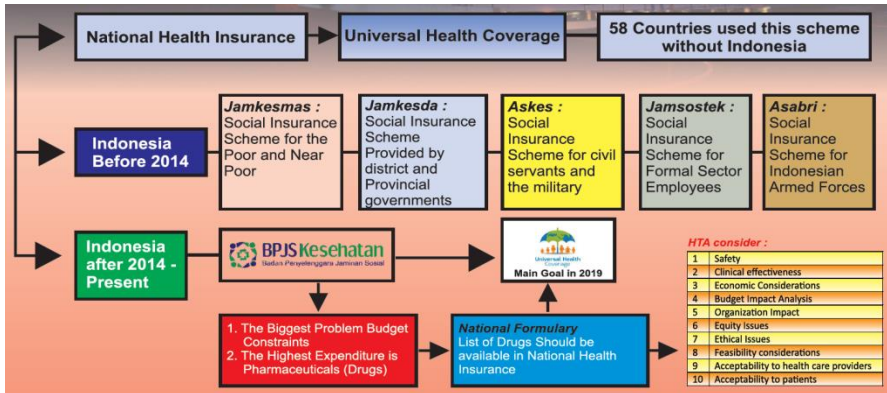 National Health Insurance
Universal Health Coverage
58 Countries used this scheme
without Indonesia
Indonesia
Before 2014
Jamkesmas :
Social Insurance
Scheme for the
Poor and Near
Poor
Jamkesda :
Social Insurance
Scheme
Provided by
district and
Provincial
governments
Askes :
Social
Insurance
Scheme for civil
servants and
the military
Jamsostek :
Social
Insurance
Scheme for
Formal Sector
Employees
Asabri :
Social
Insurance
Scheme for
Indonesian
Armed Forces
Indonesia
after 2014 -
Present
BPJS Kesehatan
Badan Penyelenggara Jaminan Sosial
Universal Health
Coverage
Main Goal in 2019
1. The Biggest Problem Budget
Constraints
2. The Highest Expenditure is
Pharmaceuticals (Drugs)
National Formulary
List of Drugs Should be
available in National Health
Insurance
HTA consider :
1 Safety
2 Clinical effectiveness
3 Economic Considerations
4 Budget Impact Analysis
5 Organization Impact
6 Equity Issues
7 Ethical Issues
8 Feasibility considerations
9 Acceptability to health care providers
10 Acceptability to patients